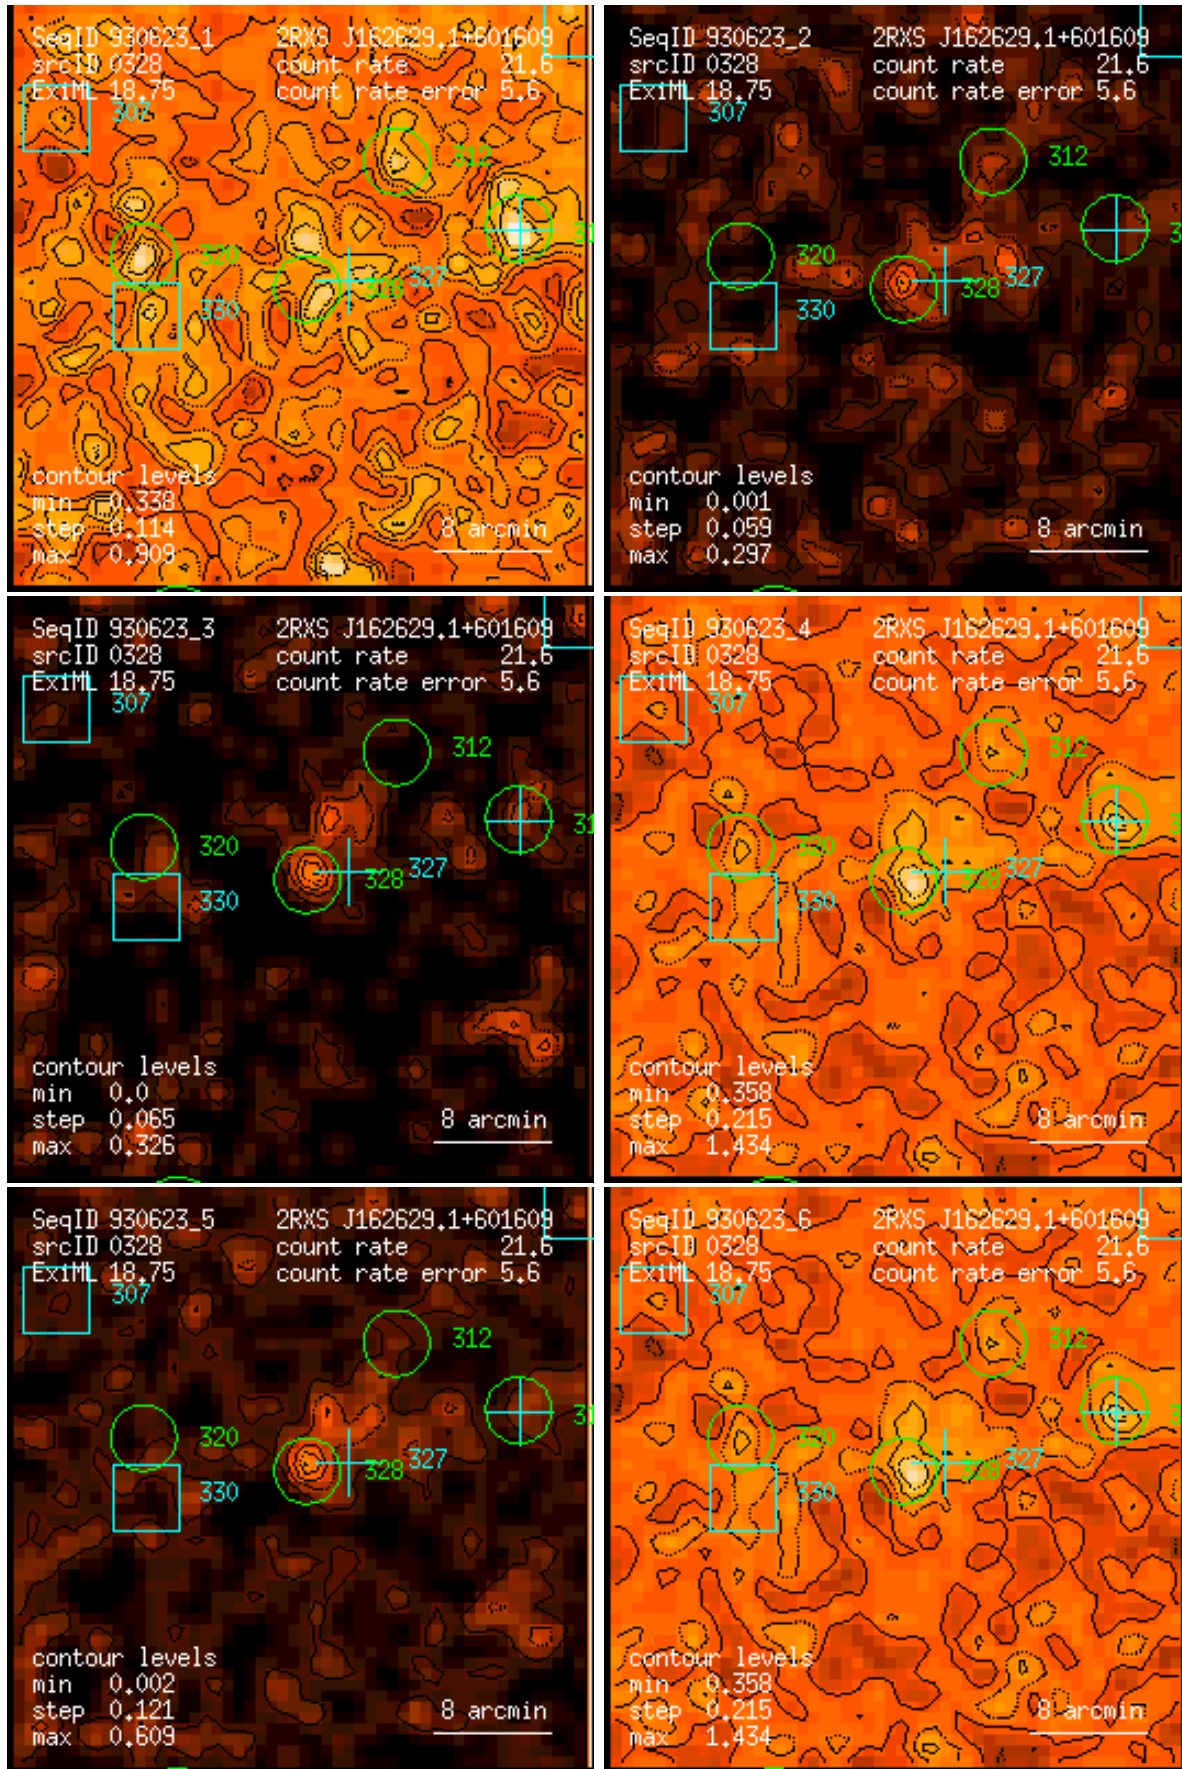 SeqID 930623_1 2RXS J162629.1+601609
srcID 0328 count rate 21.6
ExiML 18.75 count rate error 5.6
307
312
320
327
328
330
contour levels
min 0.338
step 0.114
max 0.909
8 arcmin
SeqID 930623_2 2RXS J162629.1+601609
srcID 0328 count rate 21.6
ExiML 18.75 count rate error 5.6
307
312
320
327
328
330
contour levels
min 0.001
step 0.059
max 0.297
8 arcmin
SeqID 930623_3 2RXS J162629.1+601609
srcID 0328 count rate 21.6
ExiML 18.75 count rate error 5.6
307
312
320
327
328
330
contour levels
min 0.0
step 0.065
max 0.326
8 arcmin
SeqID 930623_4 2RXS J162629.1+601609
srcID 0328 count rate 21.6
ExiML 18.75 count rate error 5.6
307
312
320
327
328
330
contour levels
min 0.358
step 0.215
max 1.434
8 arcmin
SeqID 930623_5 2RXS J162629.1+601609
srcID 0328 count rate 21.6
ExiML 18.75 count rate error 5.6
307
312
320
327
328
330
contour levels
min 0.002
step 0.121
max 0.609
8 arcmin
SeqID 930623_6 2RXS J162629.1+601609
srcID 0328 count rate 21.6
ExiML 18.75 count rate error 5.6
307
312
320
327
328
330
contour levels
min 0.358
step 0.215
max 1.434
8 arcmin